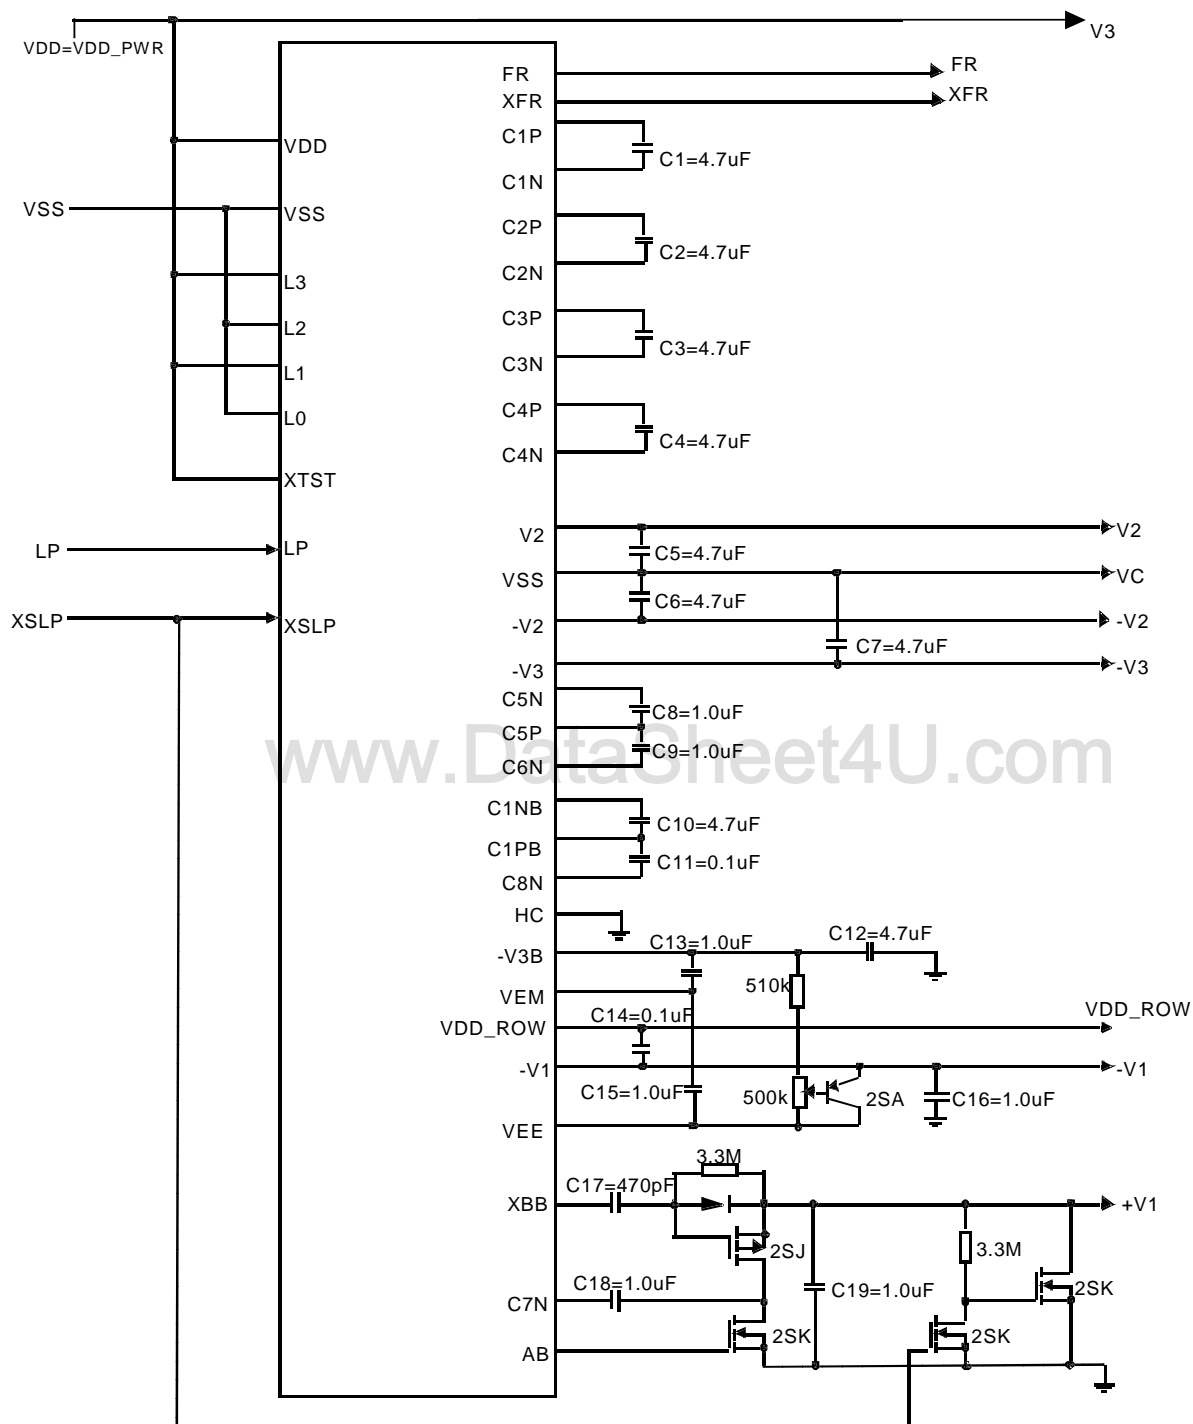 V3
VDD=VDD_PWR
FR
FR
XFR
XFR
C1P
C1=4.7uF
VDD
C1N
VSS
VSS
C2P
C2=4.7uF
C2N
L3
C3P
L2
C3=4.7uF
C3N
L1
C4P
L0
C4=4.7uF
C4N
XTST
V2
V2
LP
LP
C5=4.7uF
VSS
VC
C6=4.7uF
XSLP
XSLP
-V2
-V2
C7=4.7uF
-V3
-V3
C5N
C8=1.0uF
C5P
www.DataSheet4U.com
C9=1.0uF
C6N
C1NB
C10=4.7uF
C1PB
C11=0.1uF
C8N
HC
C13=1.0uF
C12=4.7uF
-V3B
510k
VEM
VDD_ROW
C14=0.1uF
VDD_ROW
-V1
-V1
C15=1.0uF
500k
2SA
C16=1.0uF
VEE
3.3M
C17=470pF
XBB
+V1
2SJ
3.3M
C18=1.0uF
C19=1.0uF
2SK
C7N
2SK
2SK
AB